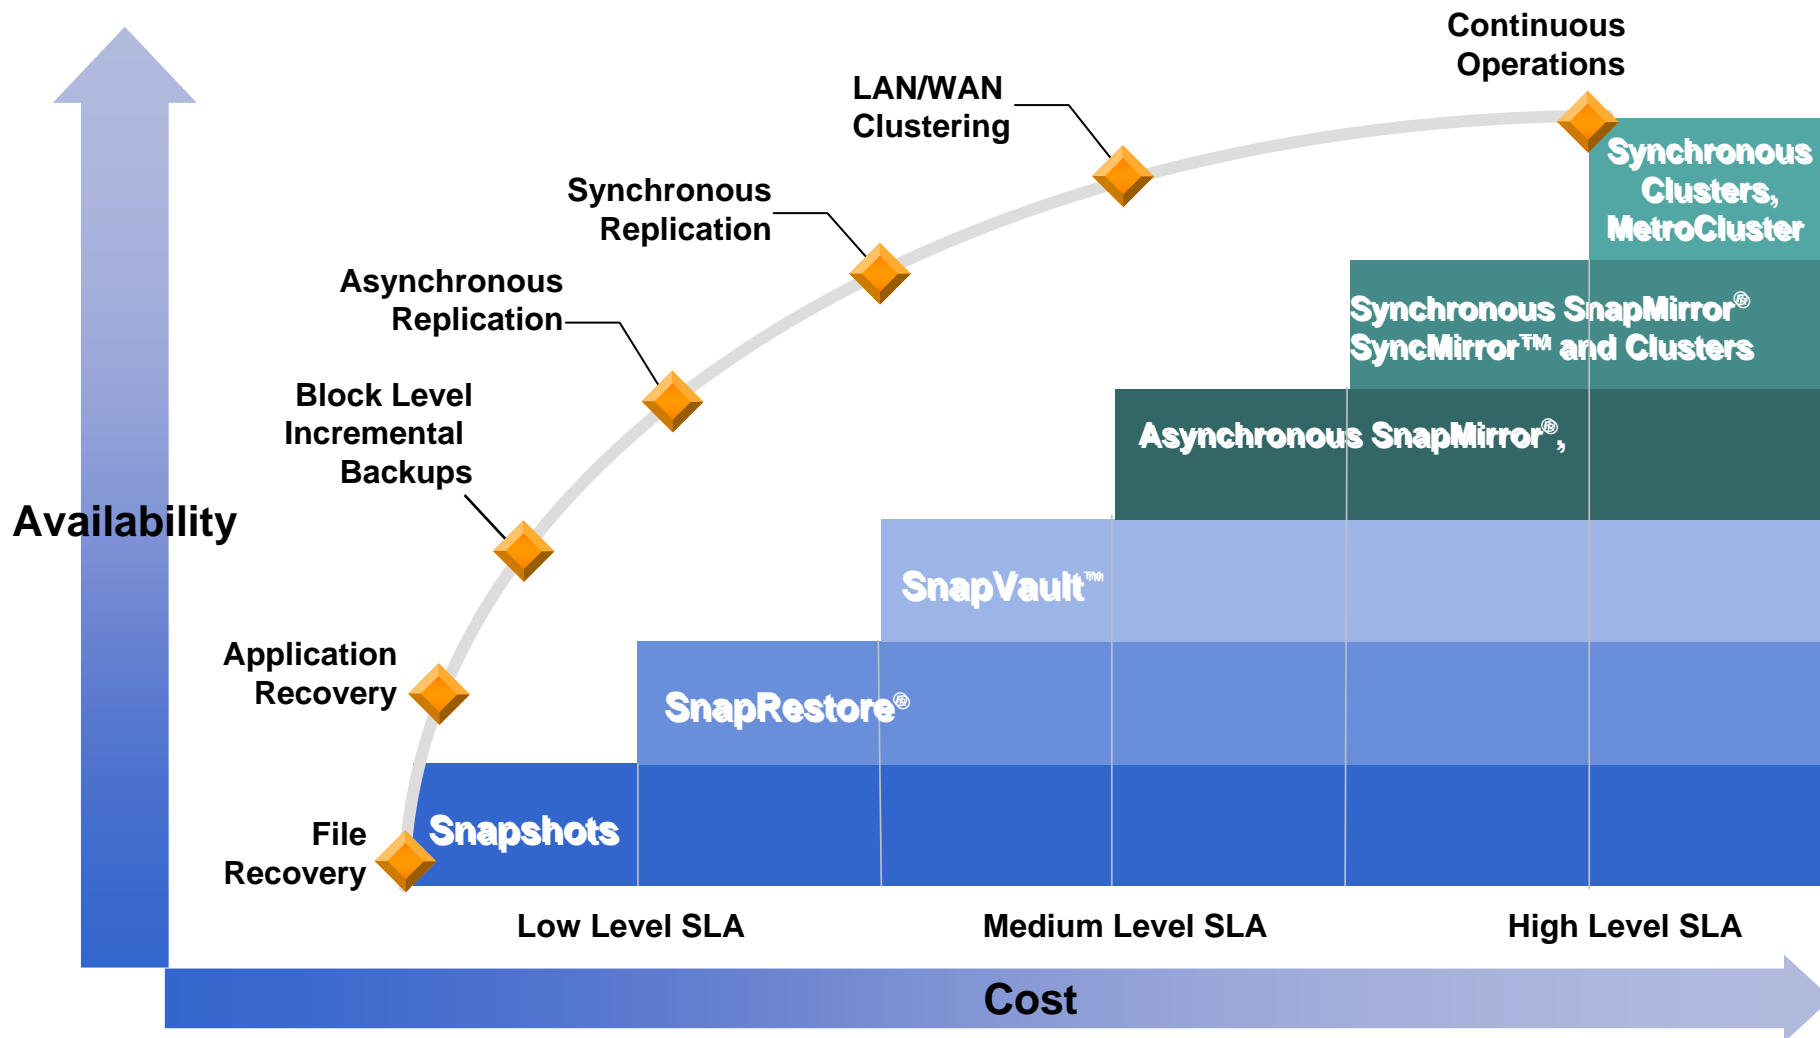 Continuous
Operations
LAN/WAN
Clustering
Synchronous
Replication
Asynchronous
Replication
Block Level
Incremental
Backups
Availability
Application
Recovery
File
Recovery
Synchronous
Clusters,
MetroCluster
Synchronous SnapMirror®
SyncMirror™ and Clusters
Asynchronous SnapMirror®,
SnapVault™
SnapRestore®
Snapshots
Low Level SLA
Medium Level SLA
High Level SLA
Cost